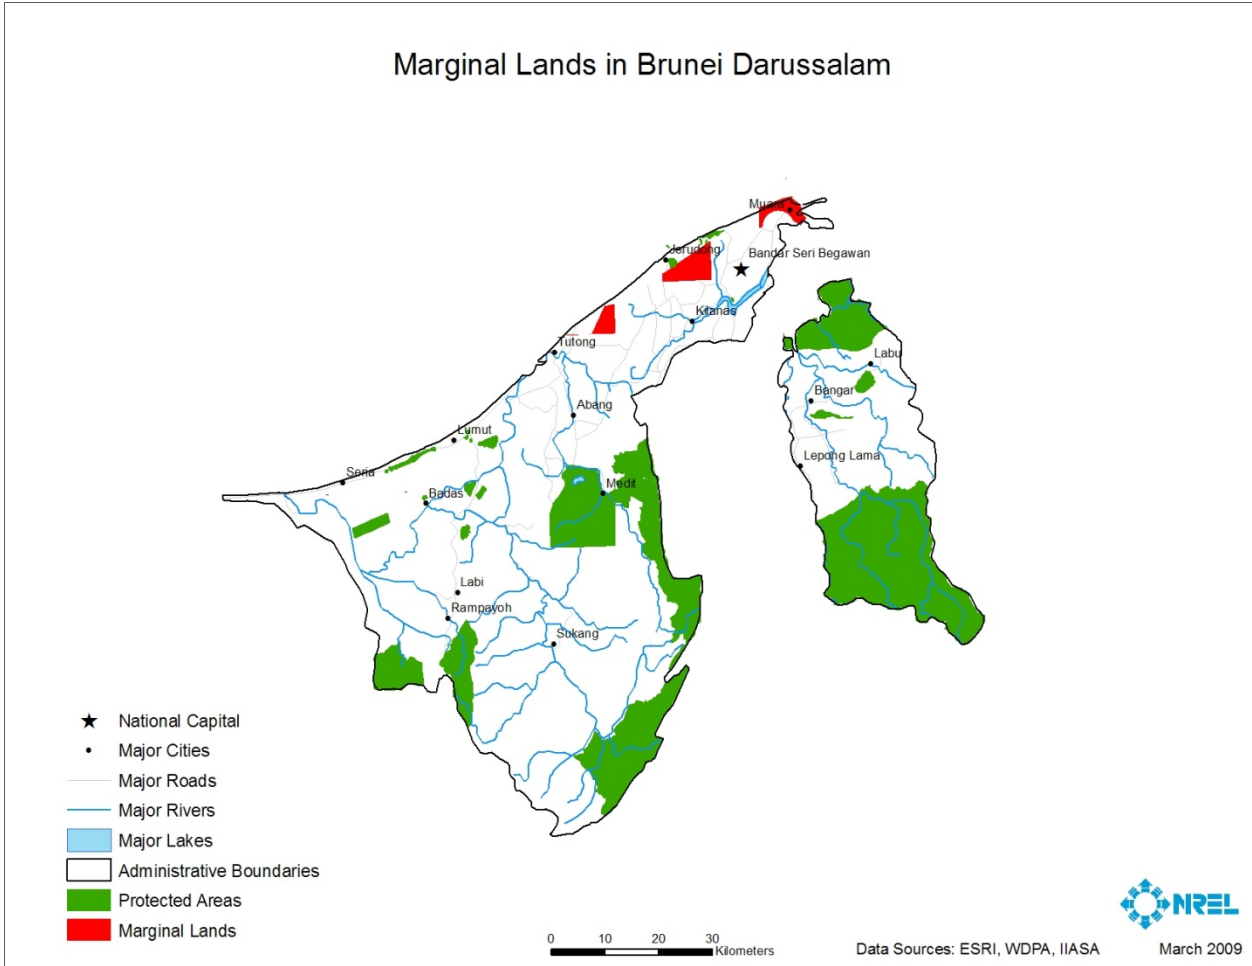 Marginal Lands in Brunei Darussalam
Muara
Jerudong
Bandar Seri Begawan
Kilanas
Tutong
Labu
Bangar
Abang
Lumut
Lepong Lama
Seria
Medit
Badas
Labi
Rampayoh
Sukang
National Capital
Major Cities
Major Roads
Major Rivers
Major Lakes
Administrative Boundaries
Protected Areas
Marginal Lands
0 10 20 30
Kilometers
NREL
Data Sources: ESRI, WDPA, IIASA March 2009